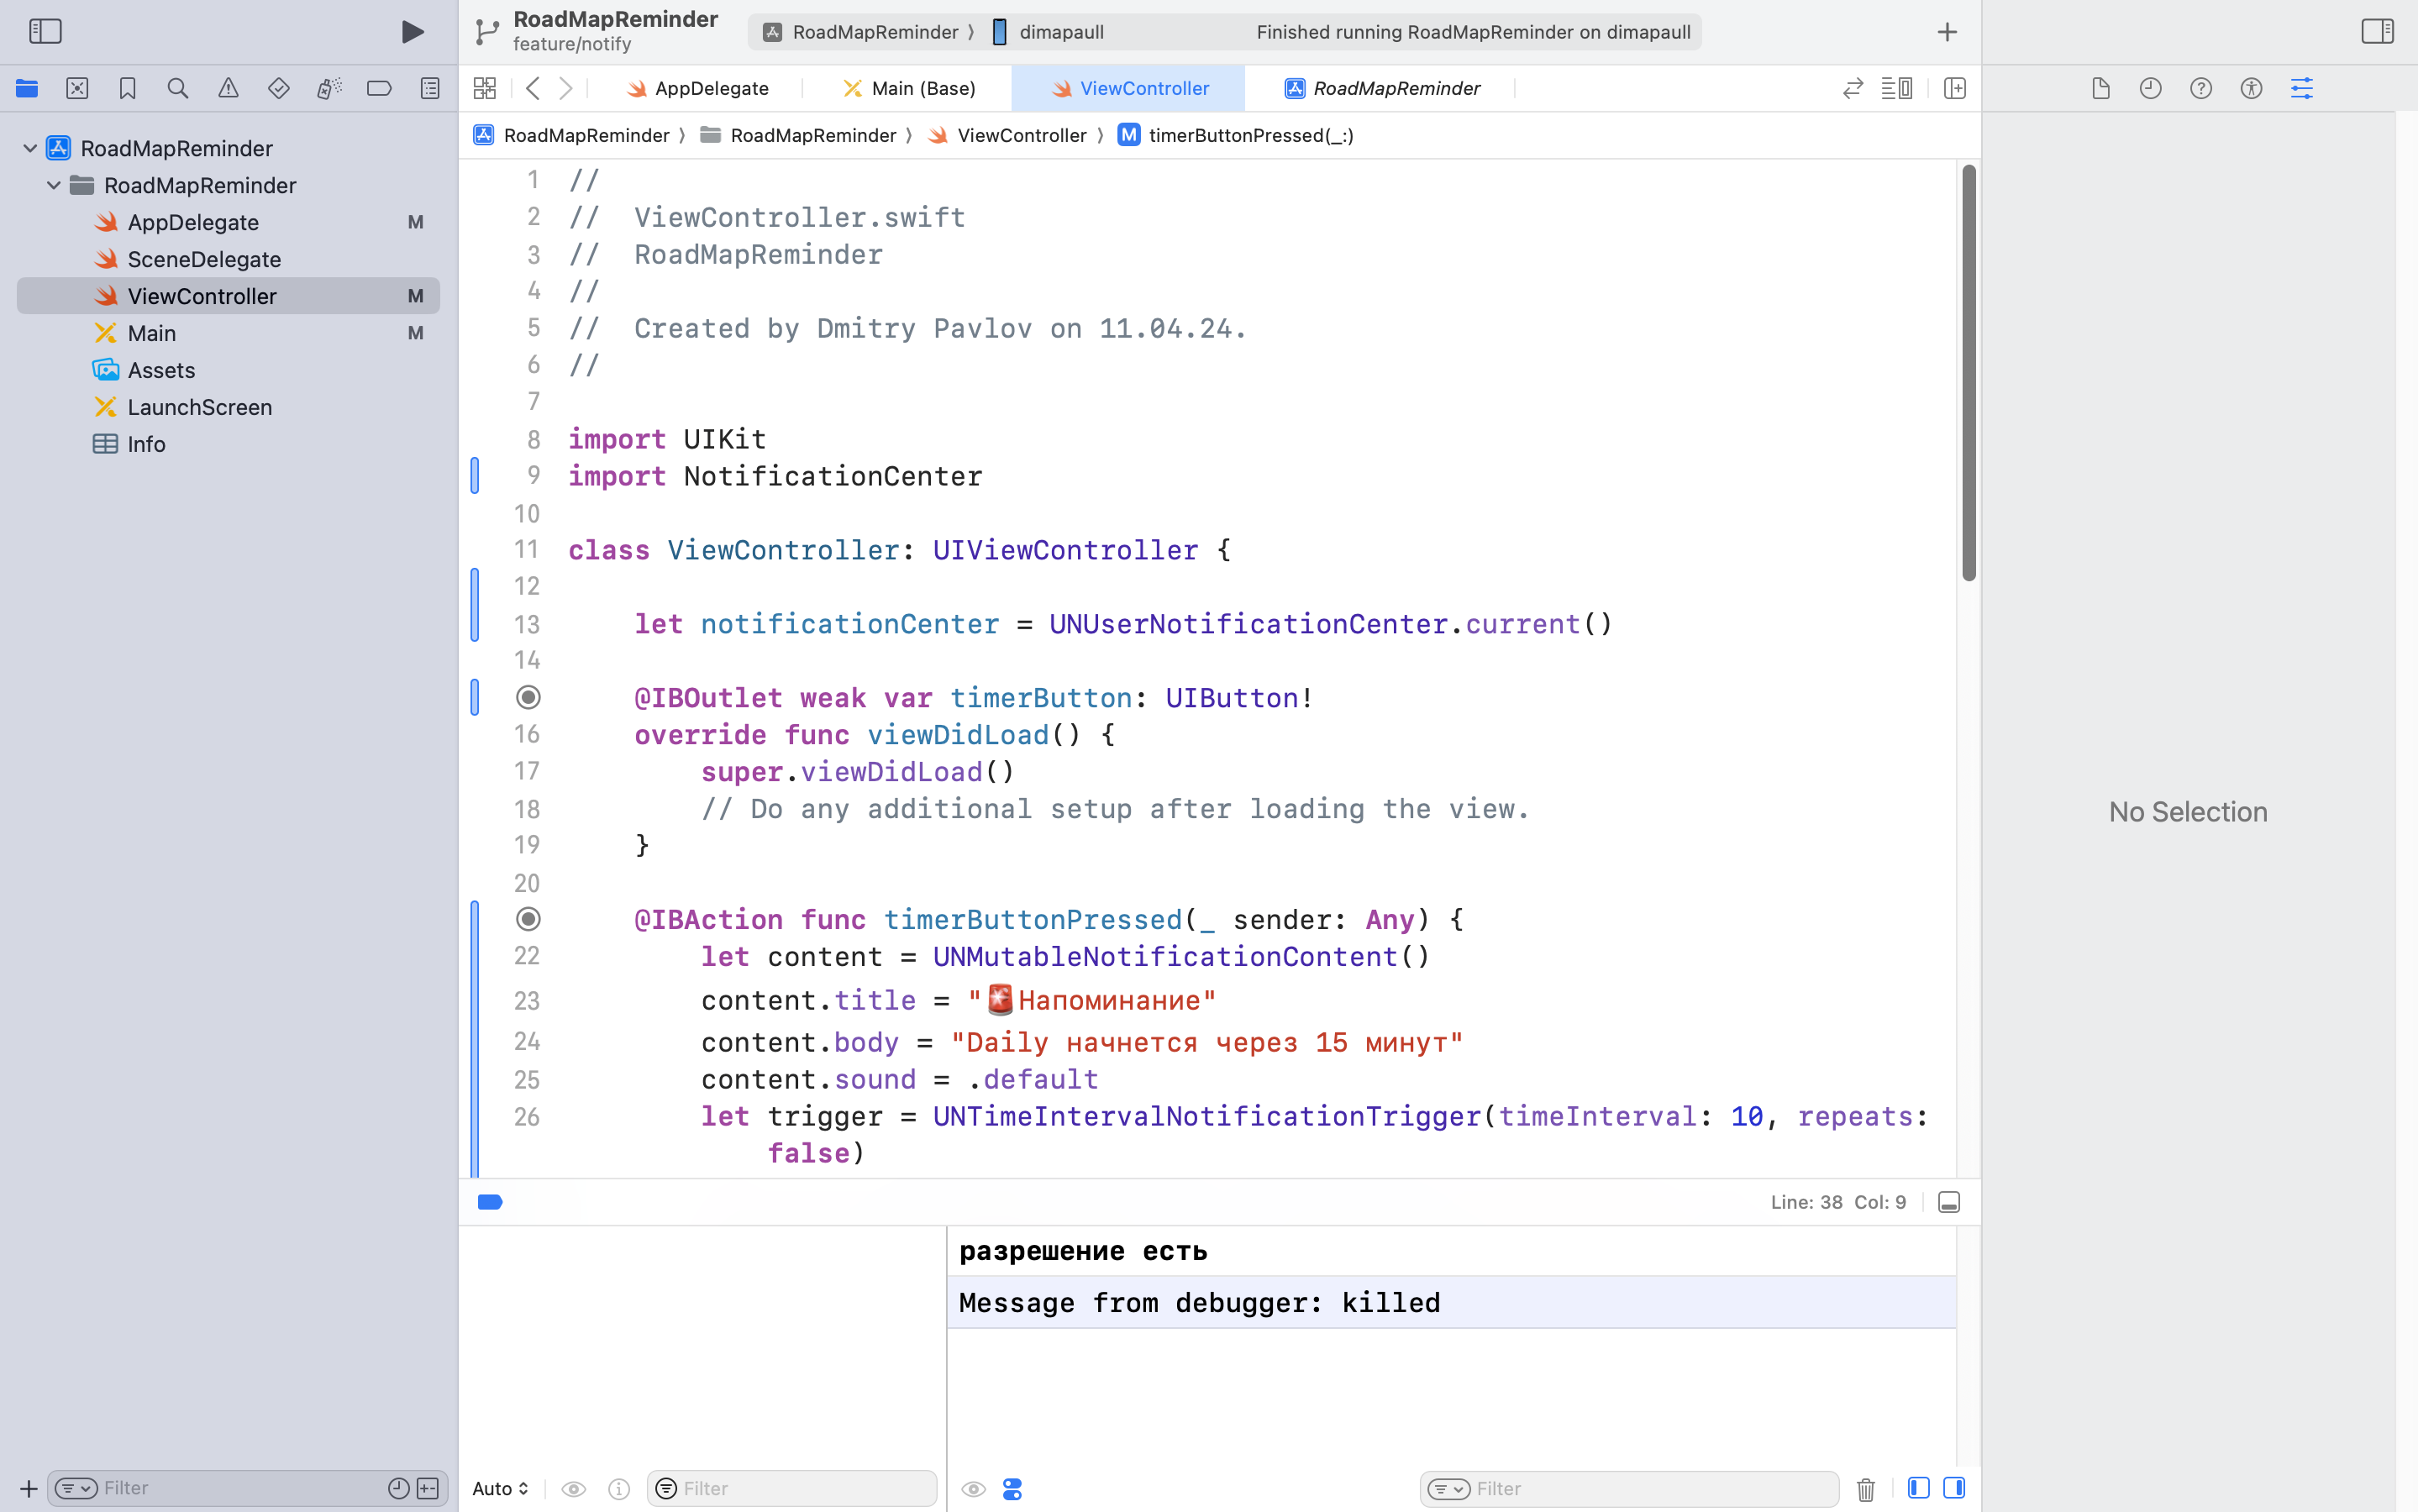 RoadMapReminder
feature/notify
RoadMapReminder
dimapaull
Finished running RoadMapReminder on dimapaull
AppDelegate
Main (Base)
ViewController
RoadMapReminder
RoadMapReminder
RoadMapReminder
ViewController
M
timerButtonPressed(_:)
RoadMapReminder
RoadMapReminder
AppDelegate M
SceneDelegate
ViewController M
Main M
Assets
LaunchScreen
Info
1 //
2 //  ViewController.swift
3 //  RoadMapReminder
4 //
5 //  Created by Dmitry Pavlov on 11.04.24.
6 //
7
8 import UIKit
9 import NotificationCenter
10
11 class ViewController: UIViewController {
12
13     let notificationCenter = UNUserNotificationCenter.current()
14
@IBOutlet weak var timerButton: UIButton!
16     override func viewDidLoad() {
17         super.viewDidLoad()
18         // Do any additional setup after loading the view.
19     }
20
@IBAction func timerButtonPressed(_ sender: Any) {
22         let content = UNMutableNotificationContent()
23         content.title = "🚨Напоминание"
24         content.body = "Daily начнется через 15 минут"
25         content.sound = .default
26         let trigger = UNTimeIntervalNotificationTrigger(timeInterval: 10, repeats:
false)
Line: 38 Col: 9
разрешение есть
Message from debugger: killed
No Selection
Filter
Auto
Filter
Filter